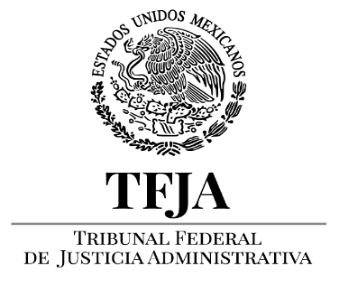 ESTADOS UNIDOS MEXICANOS
TFJA
TRIBUNAL FEDERAL
DE JUSTICIA ADMINISTRATIVA